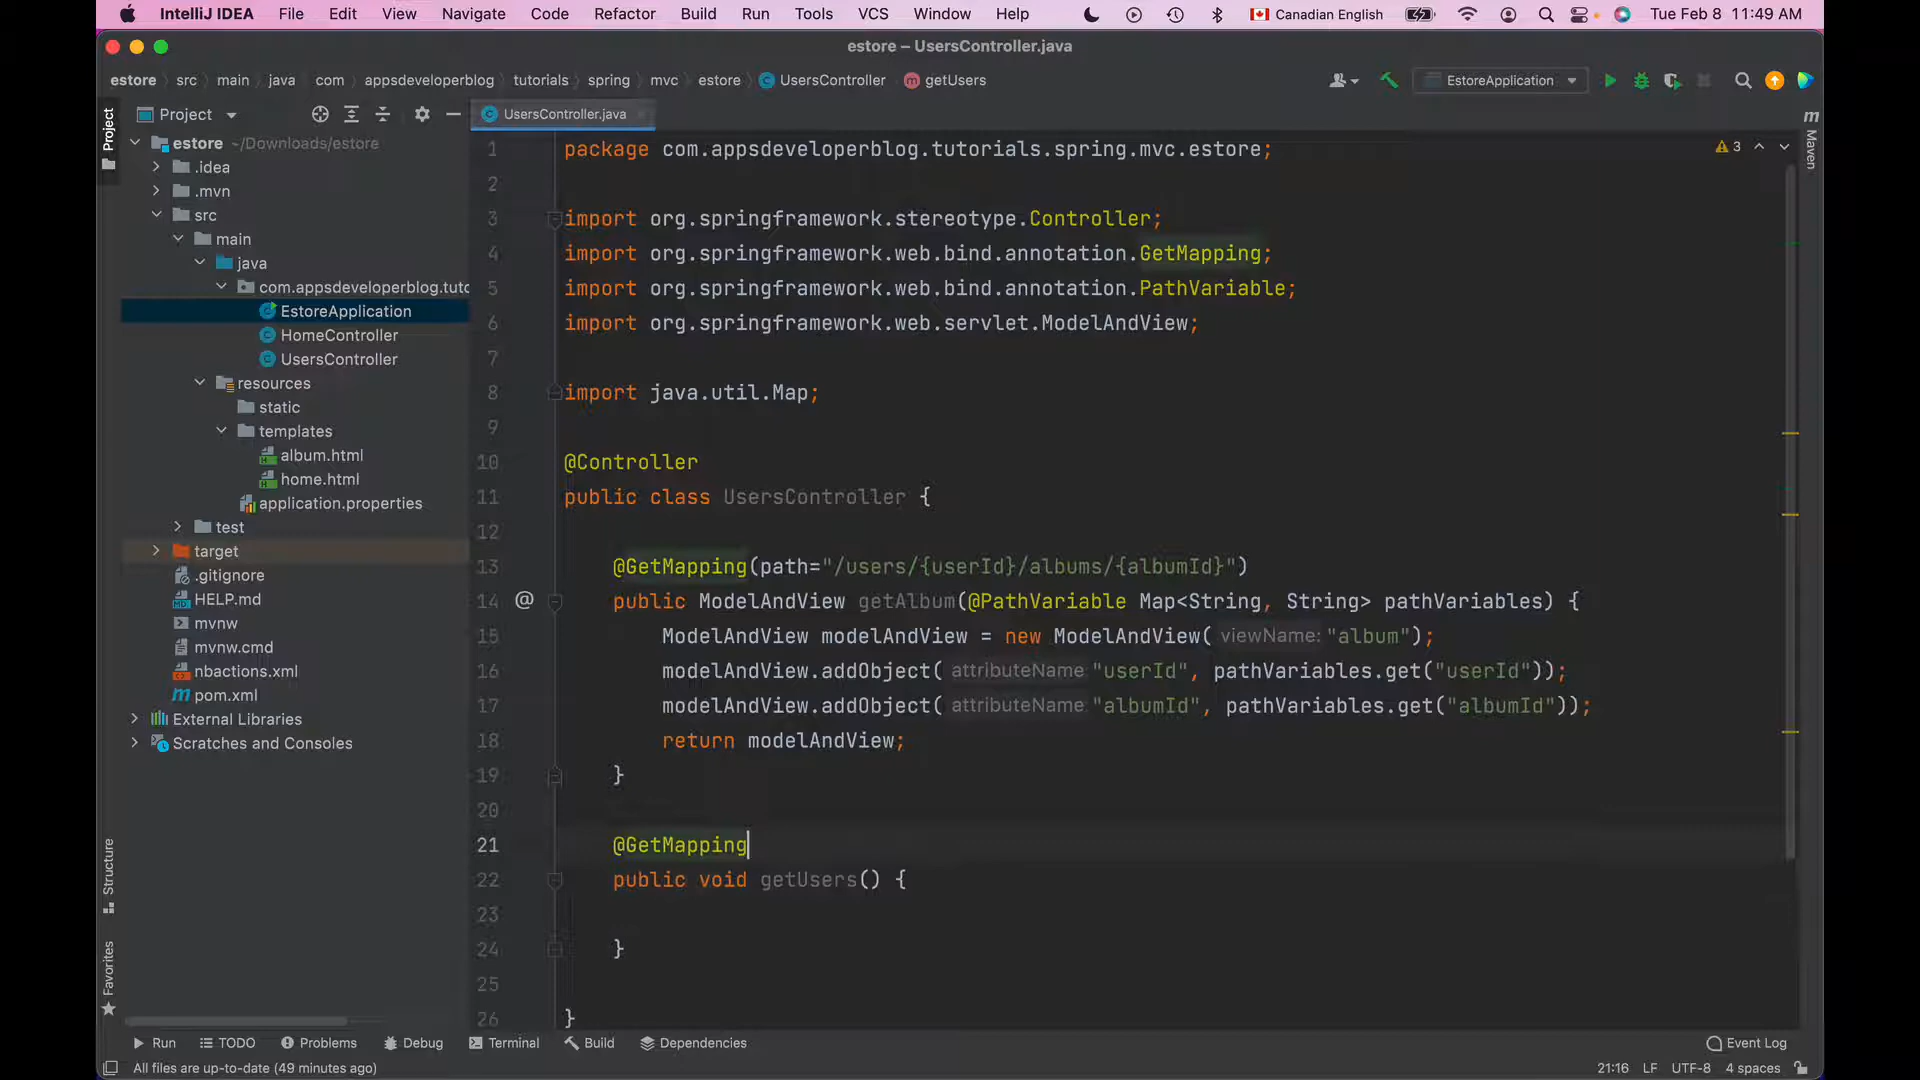 IntelliJ IDEA File Edit View Navigate Code Refactor Build Run Tools VCS Window Help Canadian English Tue Feb 8 11:49 AM
estore – UsersController.java
estore src main java com appsdeveloperblog tutorials spring mvc estore UsersController getUsers EstoreApplication
Project
Project
Structure
Favorites
Maven
estore ~/Downloads/estore
.idea
.mvn
src
main
java
com.appsdeveloperblog.tuto
EstoreApplication
HomeController
UsersController
resources
static
templates
album.html
home.html
application.properties
test
target
.gitignore
HELP.md
mvnw
mvnw.cmd
nbactions.xml
pom.xml
External Libraries
Scratches and Consoles
UsersController.java
3
1 package com.appsdeveloperblog.tutorials.spring.mvc.estore;
2
3 import org.springframework.stereotype.Controller;
4 import org.springframework.web.bind.annotation.GetMapping;
5 import org.springframework.web.bind.annotation.PathVariable;
6 import org.springframework.web.servlet.ModelAndView;
7
8 import java.util.Map;
9
10 @Controller
11 public class UsersController {
12
13 @GetMapping(path="/users/{userId}/albums/{albumId}")
14 @ public ModelAndView getAlbum(@PathVariable Map<String, String> pathVariables) {
15 ModelAndView modelAndView = new ModelAndView( viewName: "album");
16 modelAndView.addObject( attributeName "userId", pathVariables.get("userId"));
17 modelAndView.addObject( attributeName "albumId", pathVariables.get("albumId"));
18 return modelAndView;
19 }
20
21 @GetMapping
22 public void getUsers() {
23
24 }
25
26 }
Run TODO Problems Debug Terminal Build Dependencies Event Log
All files are up-to-date (49 minutes ago) 21:16 LF UTF-8 4 spaces